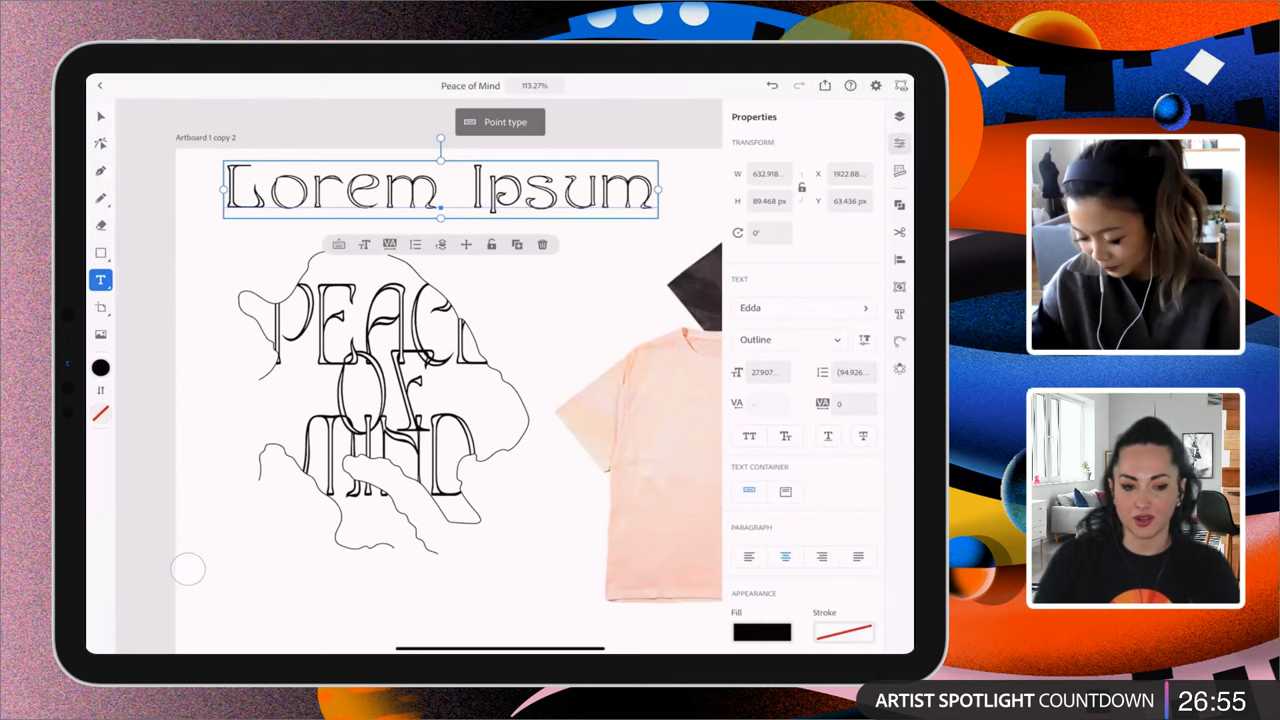 Peace of Mind 113.27%
Point type
Artboard 1 copy 2
Lorem Ipsum
PEACE
OF
MIND
Properties
TRANSFORM
W 632.918... X 1922.88...
H 89.468 px Y 63.436 px
0°
TEXT
Edda
Outline
27.907... (94.926...
VA .. VA 0
TT Tt T T
TEXT CONTAINER
PARAGRAPH
APPEARANCE
Fill Stroke
ARTIST SPOTLIGHT COUNTDOWN 26:55